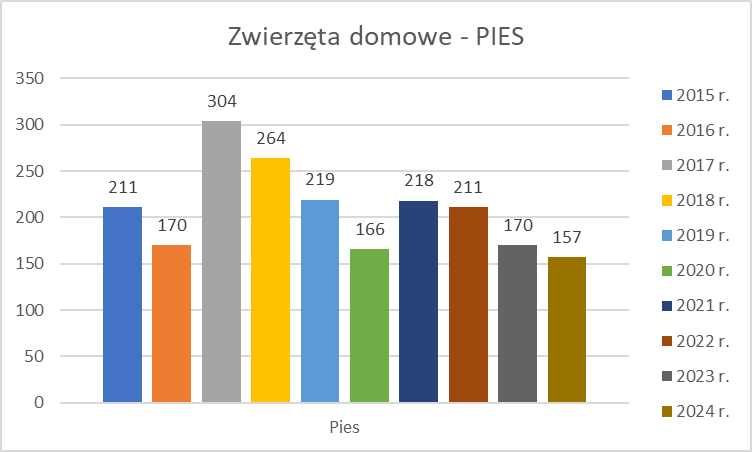 Zwierzęta domowe - PIES
350
300
250
200
150
100
50
0
211
170
304
264
219
166
218
211
170
157
Pies
2015 r.
2016 r.
2017 r.
2018 r.
2019 r.
2020 r.
2021 r.
2022 r.
2023 r.
2024 r.